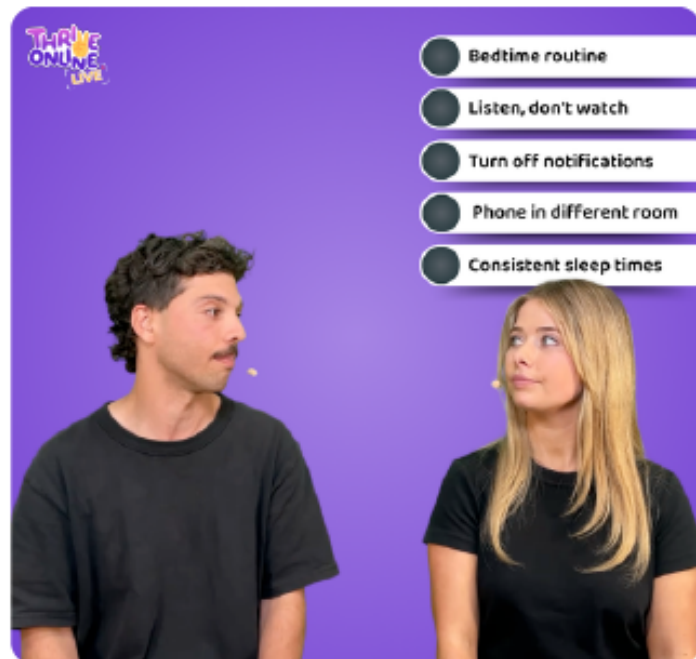 THRIVE
ONLINE
LIVE
Bedtime routine
Listen, don't watch
Turn off notifications
Phone in different room
Consistent sleep times